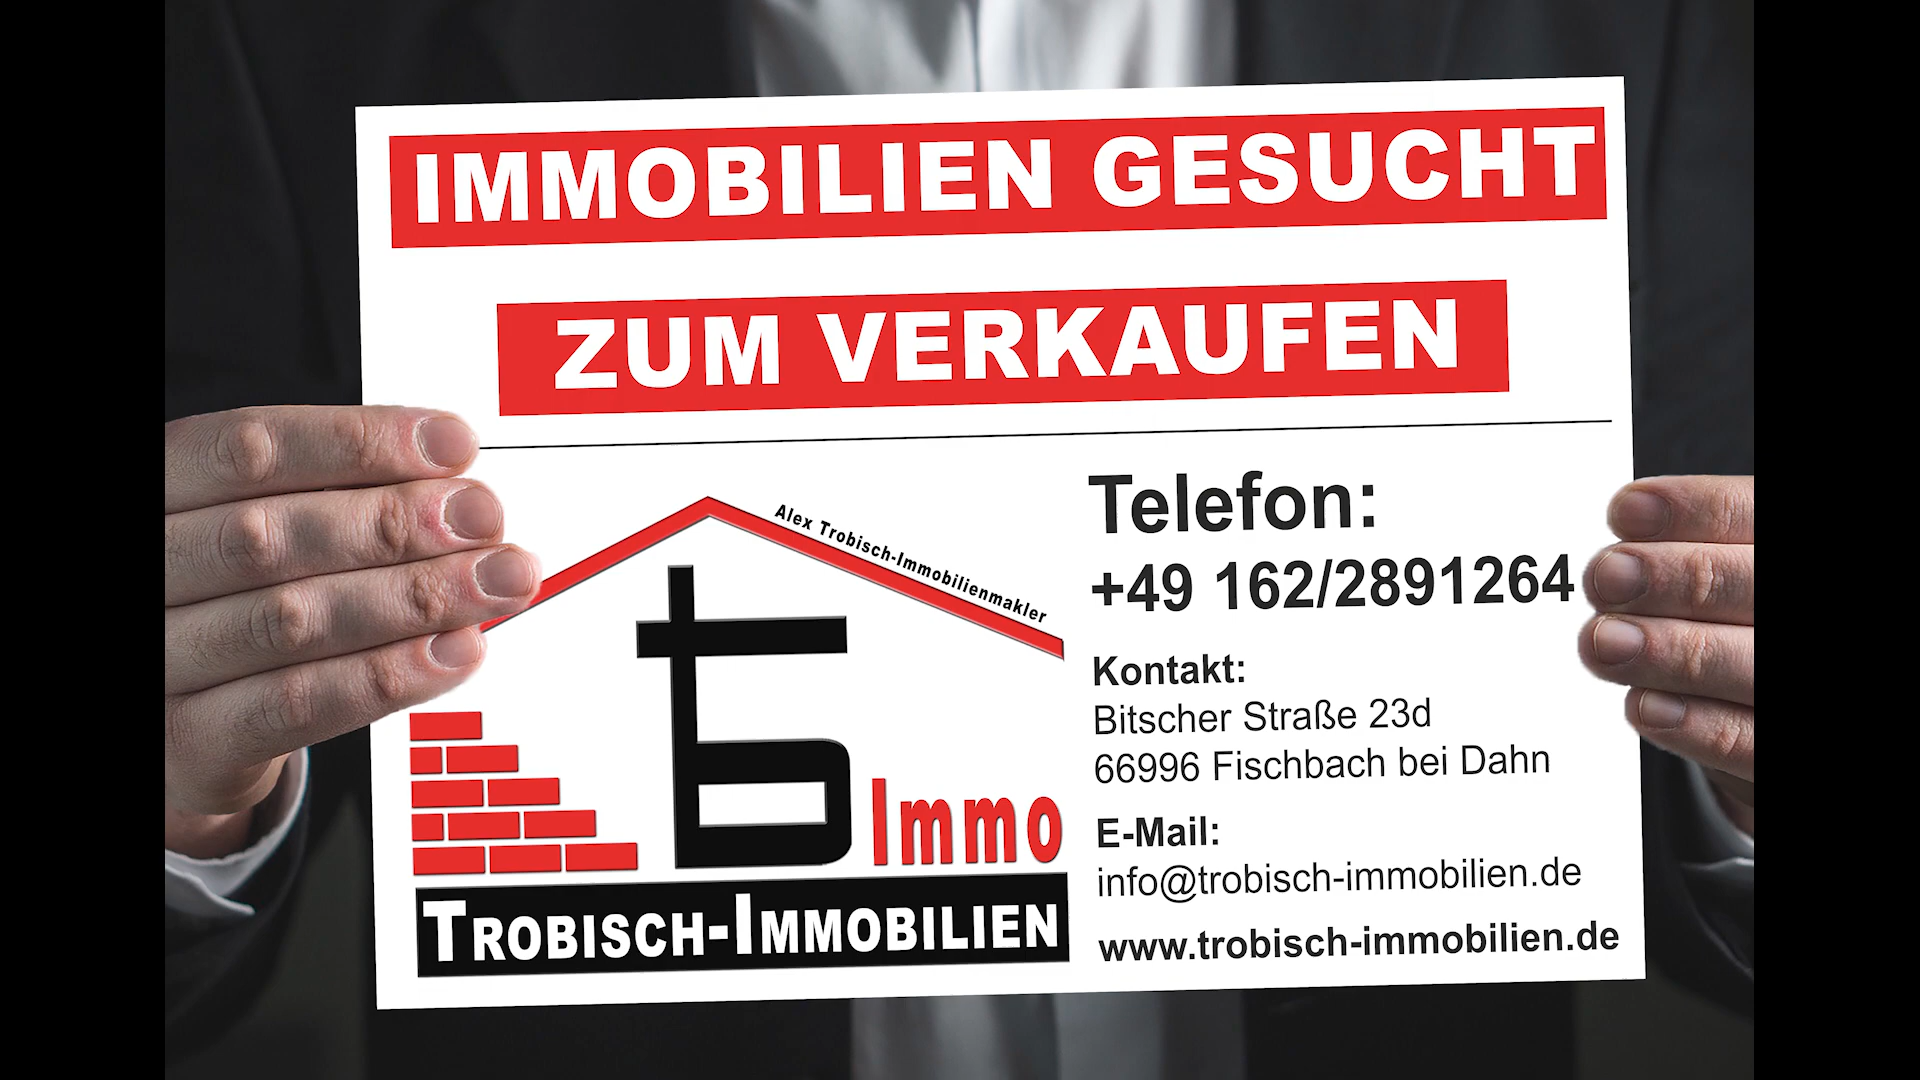 IMMOBILIEN GESUCHT
ZUM VERKAUFEN
Alex Trobisch-Immobilienmakler
tb Immo
TROBISCH-IMMOBILIEN
Telefon:
+49 162/2891264
Kontakt:
Bitscher Straße 23d
66996 Fischbach bei Dahn
E-Mail:
info@trobisch-immobilien.de
www.trobisch-immobilien.de